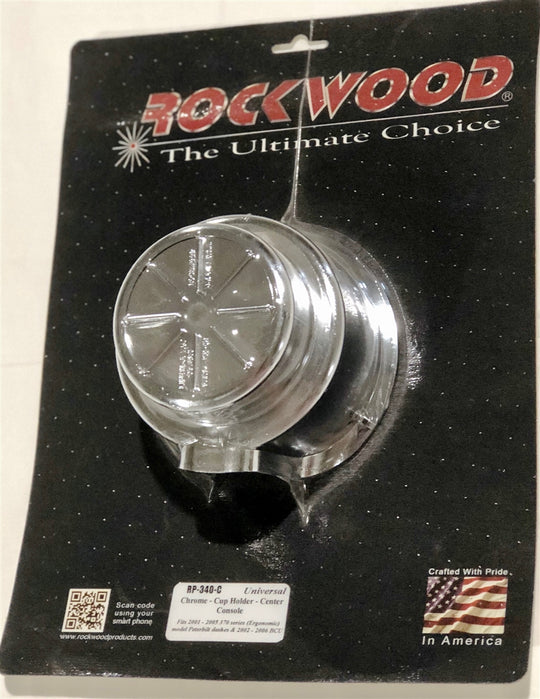 ROCKWOOD®
The Ultimate Choice
Crafted With Pride
In America
RP-340-C Universal
Chrome - Cup Holder - Center
Console
Fits 2001 - 2005 379 series (Ergonomic)
model Peterbilt dashes & 2002 - 2006 BCU
Scan code
using your
smart phone
www.rockwoodproducts.com